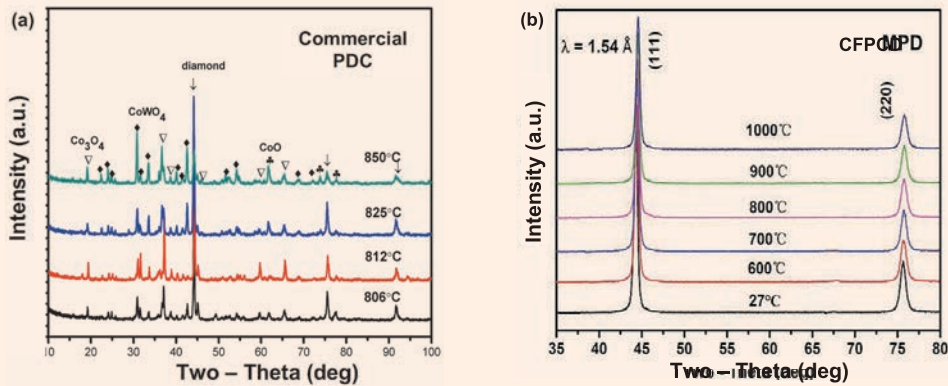 (a)
Commercial
PDC
diamond
CoWO4
Co3O4
CoO
850°C
825°C
812°C
806°C
Intensity (a.u.)
10 20 30 40 50 60 70 80 90 100
Two – Theta (deg)
(b)
λ = 1.54 Å
(111)
CFPCD
MPD
(220)
1000℃
900℃
800℃
700℃
600℃
27℃
Intensity (a.u.)
35 40 45 50 55 60 65 70 75 80
Two – Theta (deg)